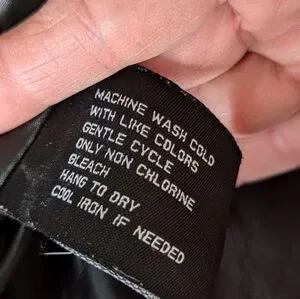 MACHINE WASH COLD
WITH LIKE COLORS
GENTLE CYCLE
ONLY NON CHLORINE
BLEACH
HANG TO DRY
COOL IRON IF NEEDED